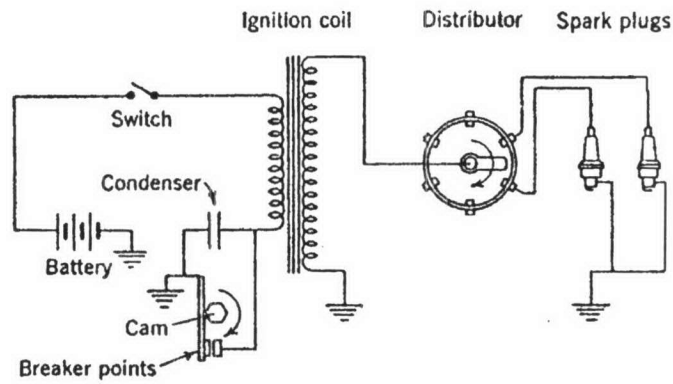 Ignition coil
Distributor
Spark plugs
Switch
Condenser
Battery
Cam
Breaker points